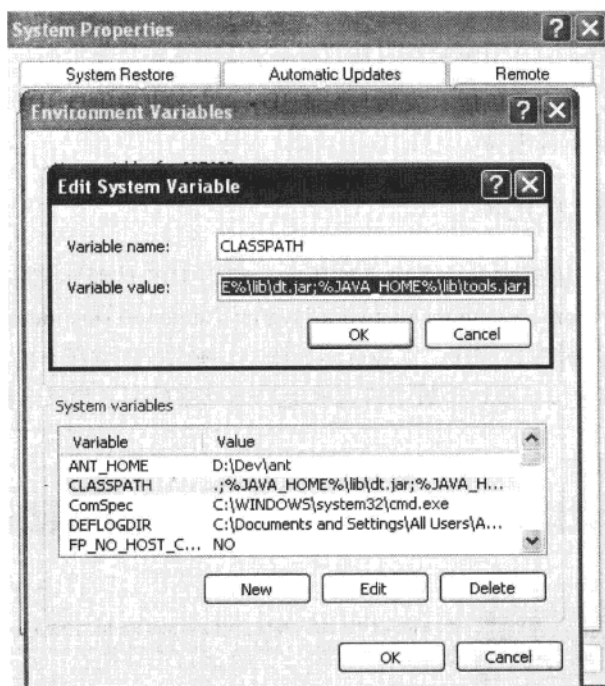 System Properties
System Restore Automatic Updates Remote
Environment Variables
Edit System Variable
Variable name: CLASSPATH
Variable value: E%\lib\dt.jar;%JAVA_HOME%\lib\tools.jar;
OK Cancel
System variables
Variable Value
ANT_HOME D:\Dev\ant
CLASSPATH .;%JAVA_HOME%\lib\dt.jar;%JAVA_H...
ComSpec C:\WINDOWS\system32\cmd.exe
DEFLOGDIR C:\Documents and Settings\All Users\A...
FP_NO_HOST_C... NO
New Edit Delete
OK Cancel